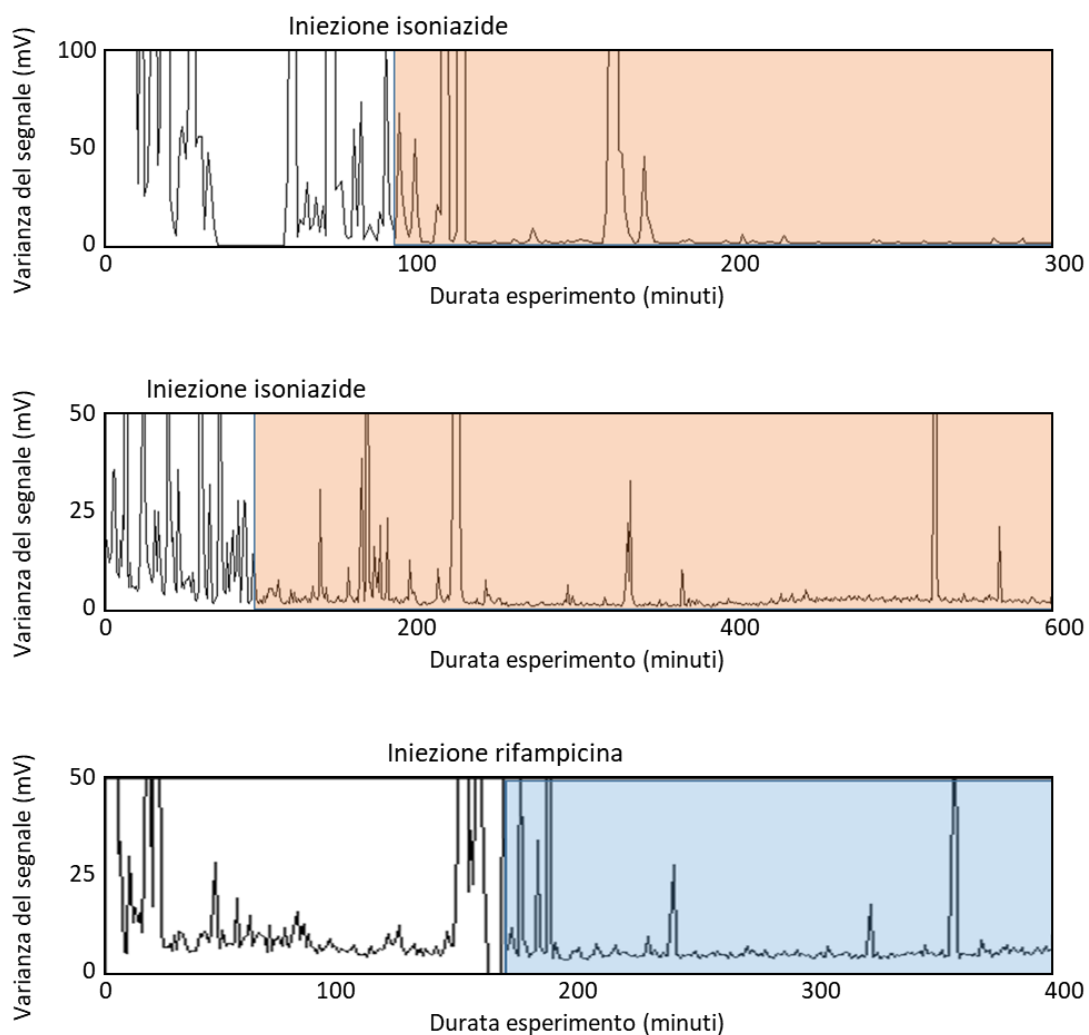 Iniezione isoniazide
Varianza del segnale (mV)
100
50
0
0 100 200 300
Durata esperimento (minuti)
Iniezione isoniazide
Varianza del segnale (mV)
50
25
0
0 200 400 600
Durata esperimento (minuti)
Iniezione rifampicina
Varianza del segnale (mV)
50
25
0
0 100 200 300 400
Durata esperimento (minuti)